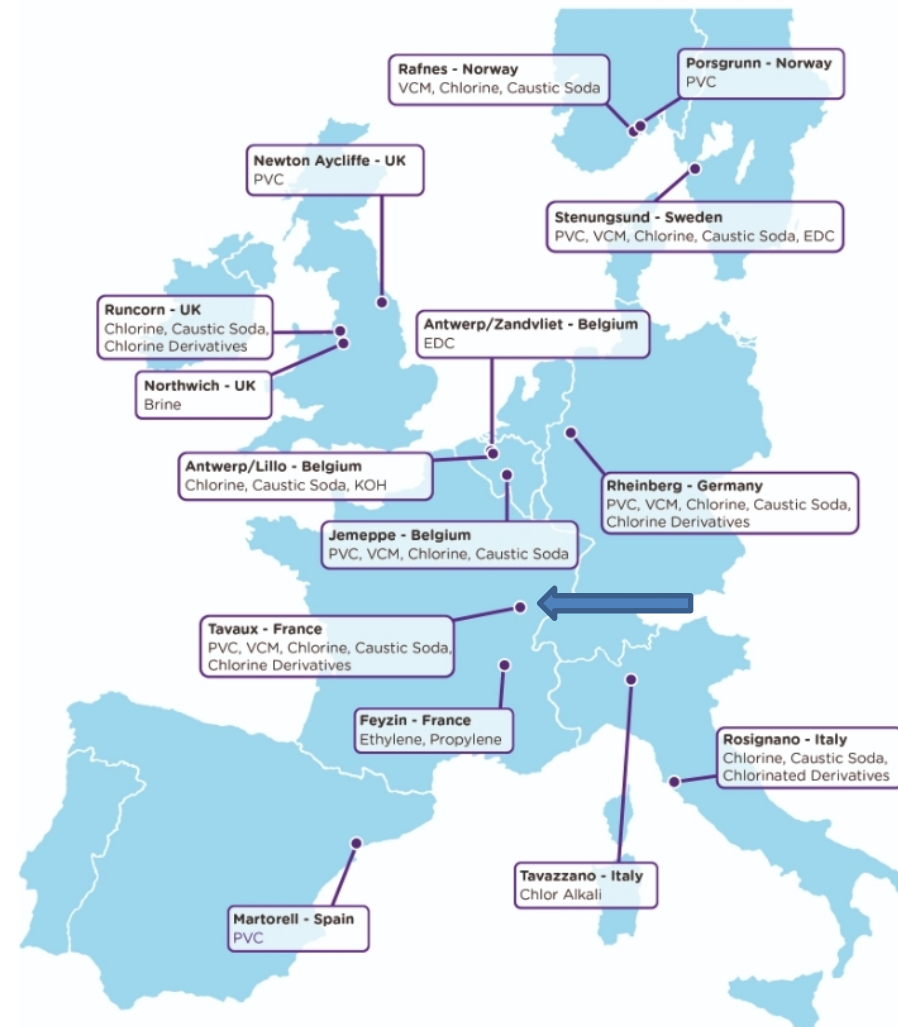 Rafnes - Norway
VCM, Chlorine, Caustic Soda
Porsgrunn - Norway
PVC
Newton Aycliffe - UK
PVC
Stenungsund - Sweden
PVC, VCM, Chlorine, Caustic Soda, EDC
Runcorn - UK
Chlorine, Caustic Soda,
Chlorine Derivatives
Antwerp/Zandvliet - Belgium
EDC
Northwich - UK
Brine
Antwerp/Lillo - Belgium
Chlorine, Caustic Soda, KOH
Rheinberg - Germany
PVC, VCM, Chlorine, Caustic Soda,
Chlorine Derivatives
Jemeppe - Belgium
PVC, VCM, Chlorine, Caustic Soda
Tavaux - France
PVC, VCM, Chlorine, Caustic Soda,
Chlorine Derivatives
Feyzin - France
Ethylene, Propylene
Rosignano - Italy
Chlorine, Caustic Soda,
Chlorinated Derivatives
Tavazzano - Italy
Chlor Alkali
Martorell - Spain
PVC